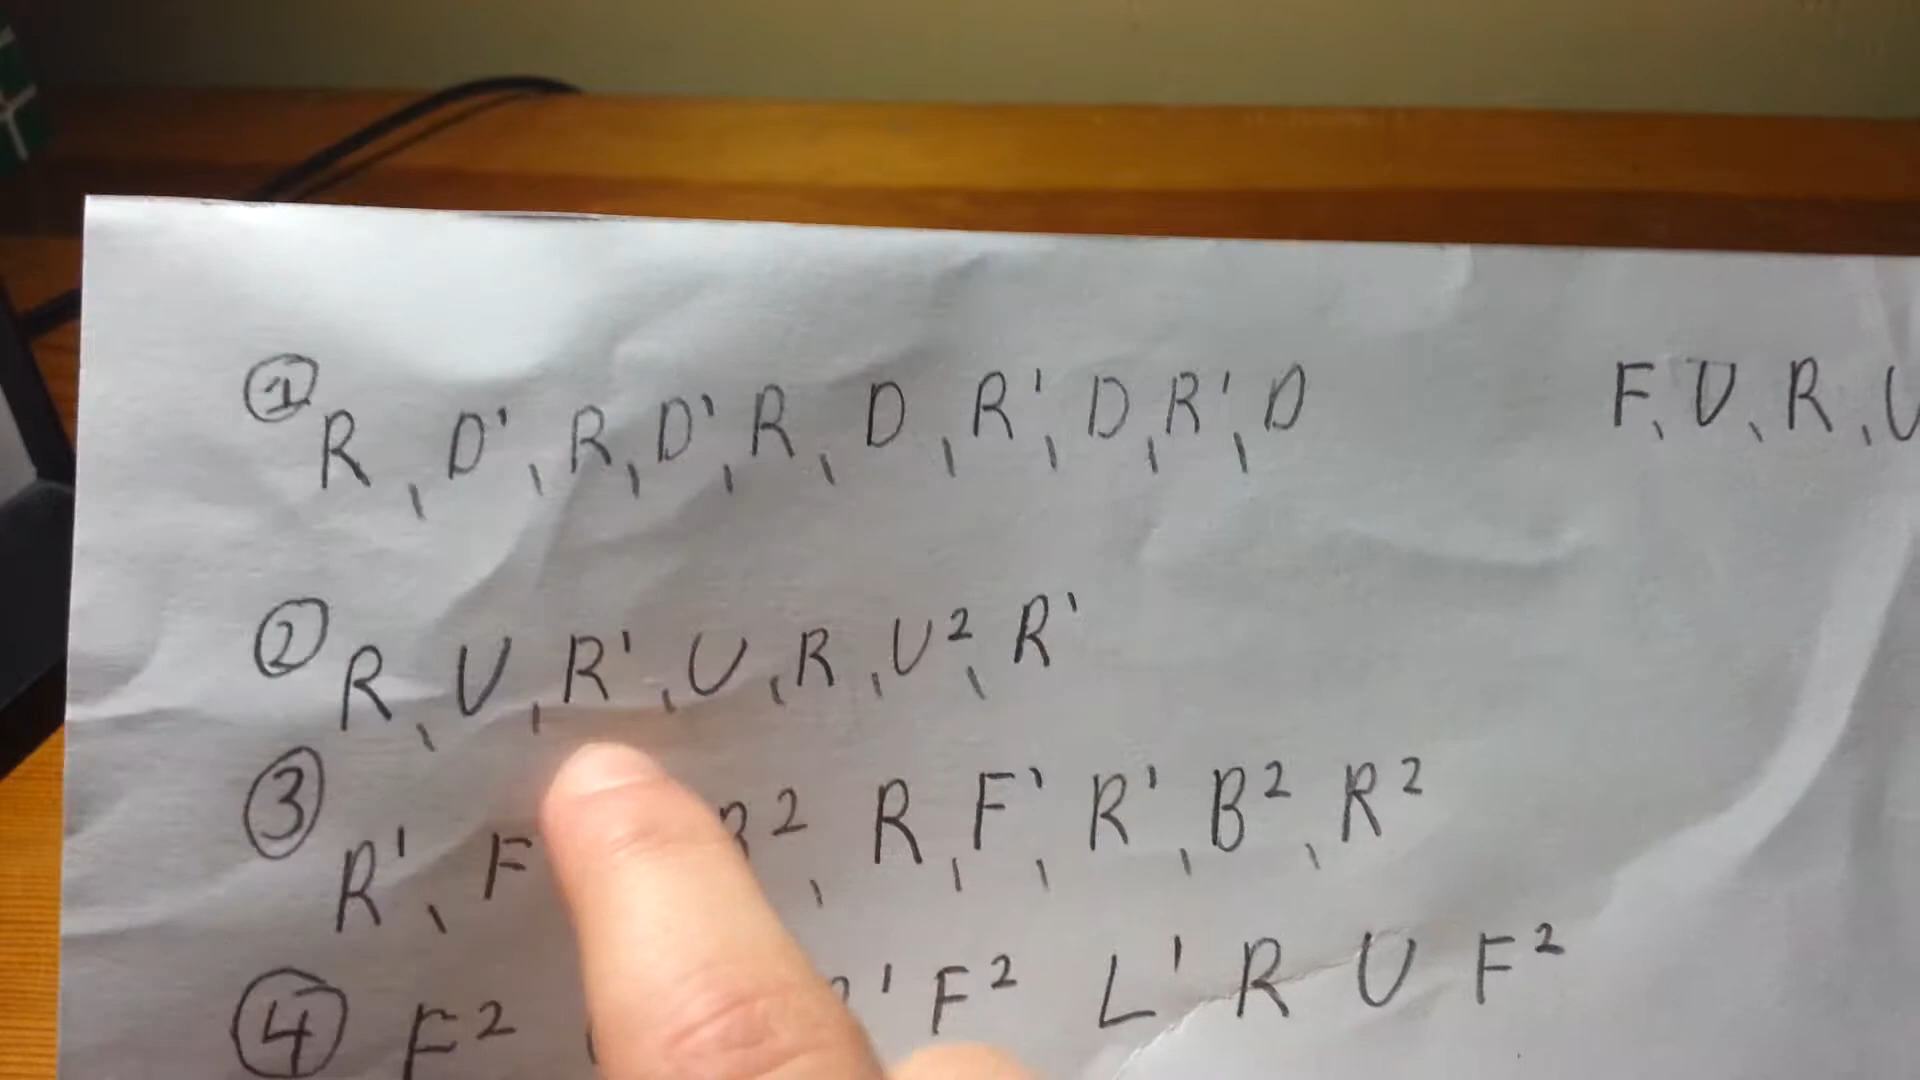 ① R, D', R, D', R, D, R', D, R', D
F, U, R, U
② R, U, R', U, R, U², R'
③ R', F 2 R, F', R', B², R²
④ F² ' F² L' R U F²